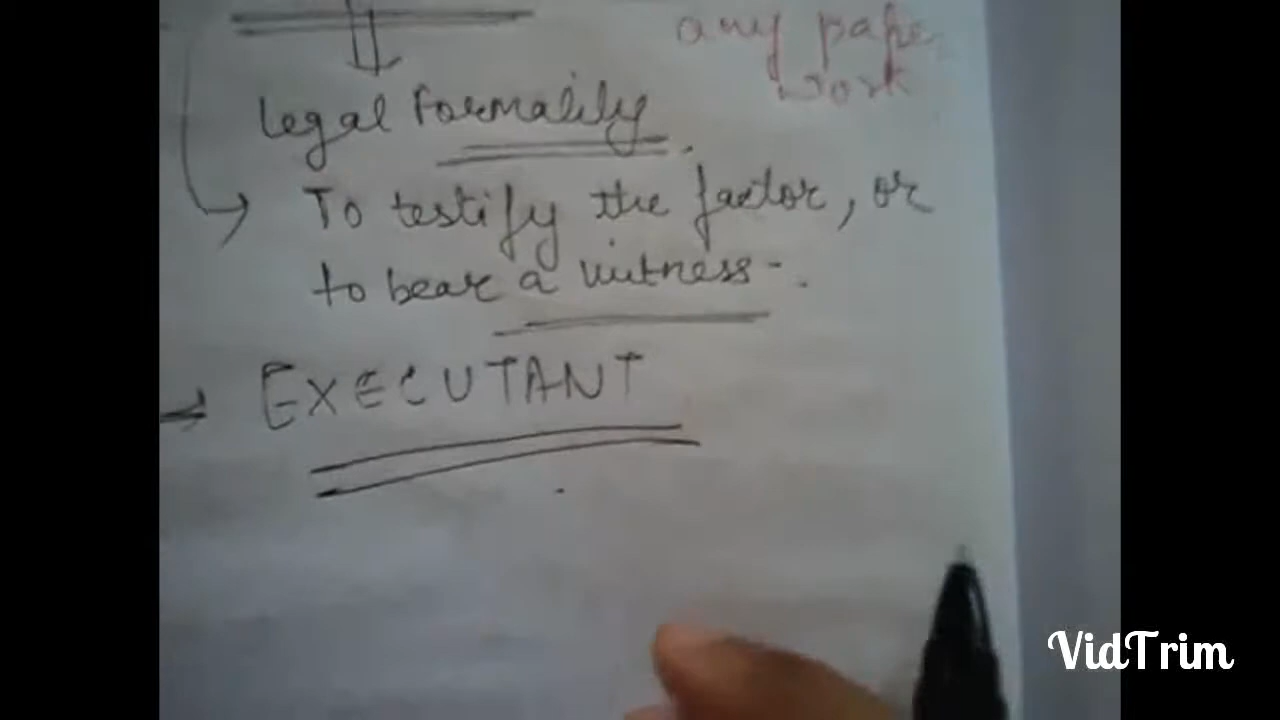 any paper
work
Legal Formality.
To testify the factor, or
to bear a witness-.
EXECUTANT
VidTrim